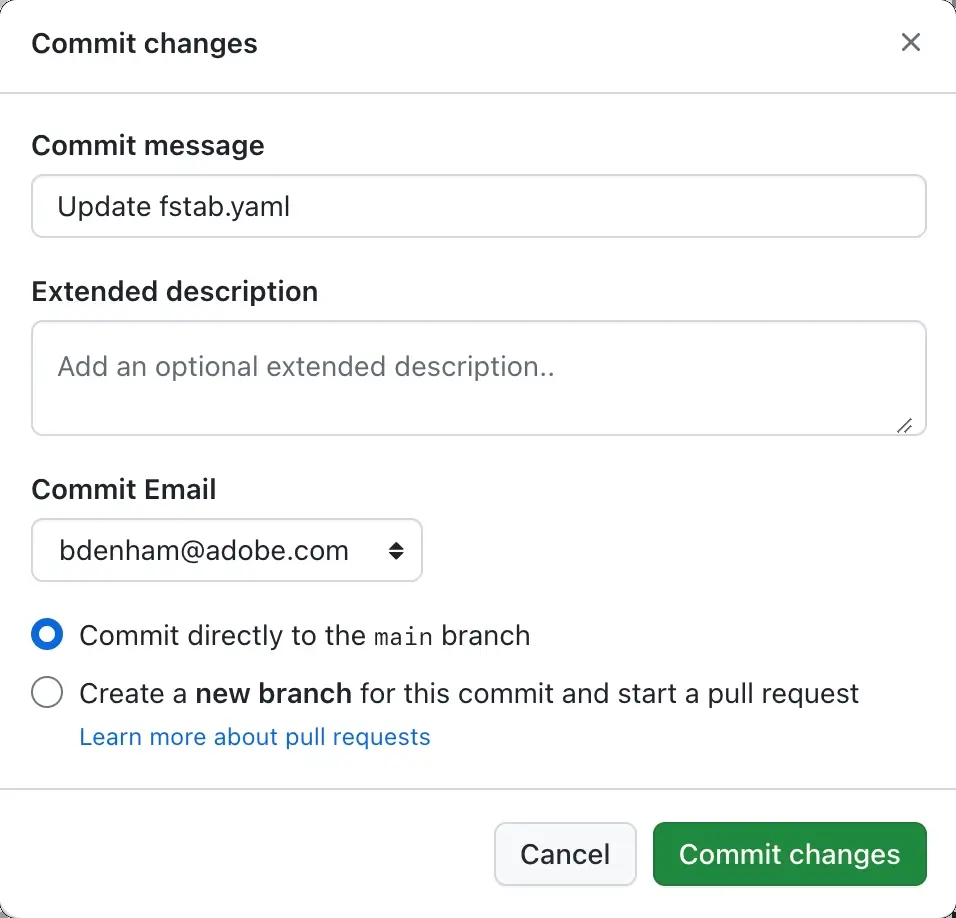 Commit changes
Commit message
Update fstab.yaml
Extended description
Add an optional extended description..
Commit Email
bdenham@adobe.com
Commit directly to the main branch
Create a new branch for this commit and start a pull request
Learn more about pull requests
Cancel
Commit changes